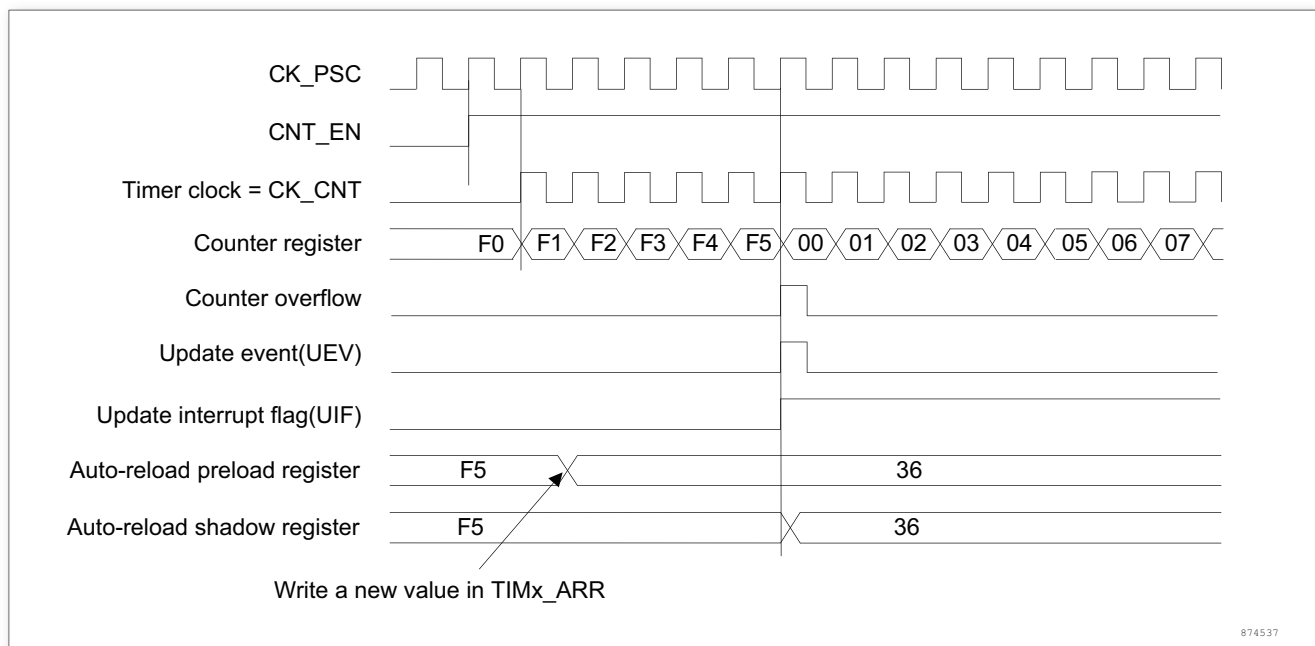 CK_PSC
CNT_EN
Timer clock = CK_CNT
Counter register F0 F1 F2 F3 F4 F5 00 01 02 03 04 05 06 07
Counter overflow
Update event(UEV)
Update interrupt flag(UIF)
Auto-reload preload register F5 36
Auto-reload shadow register F5 36
Write a new value in TIMx_ARR
874537